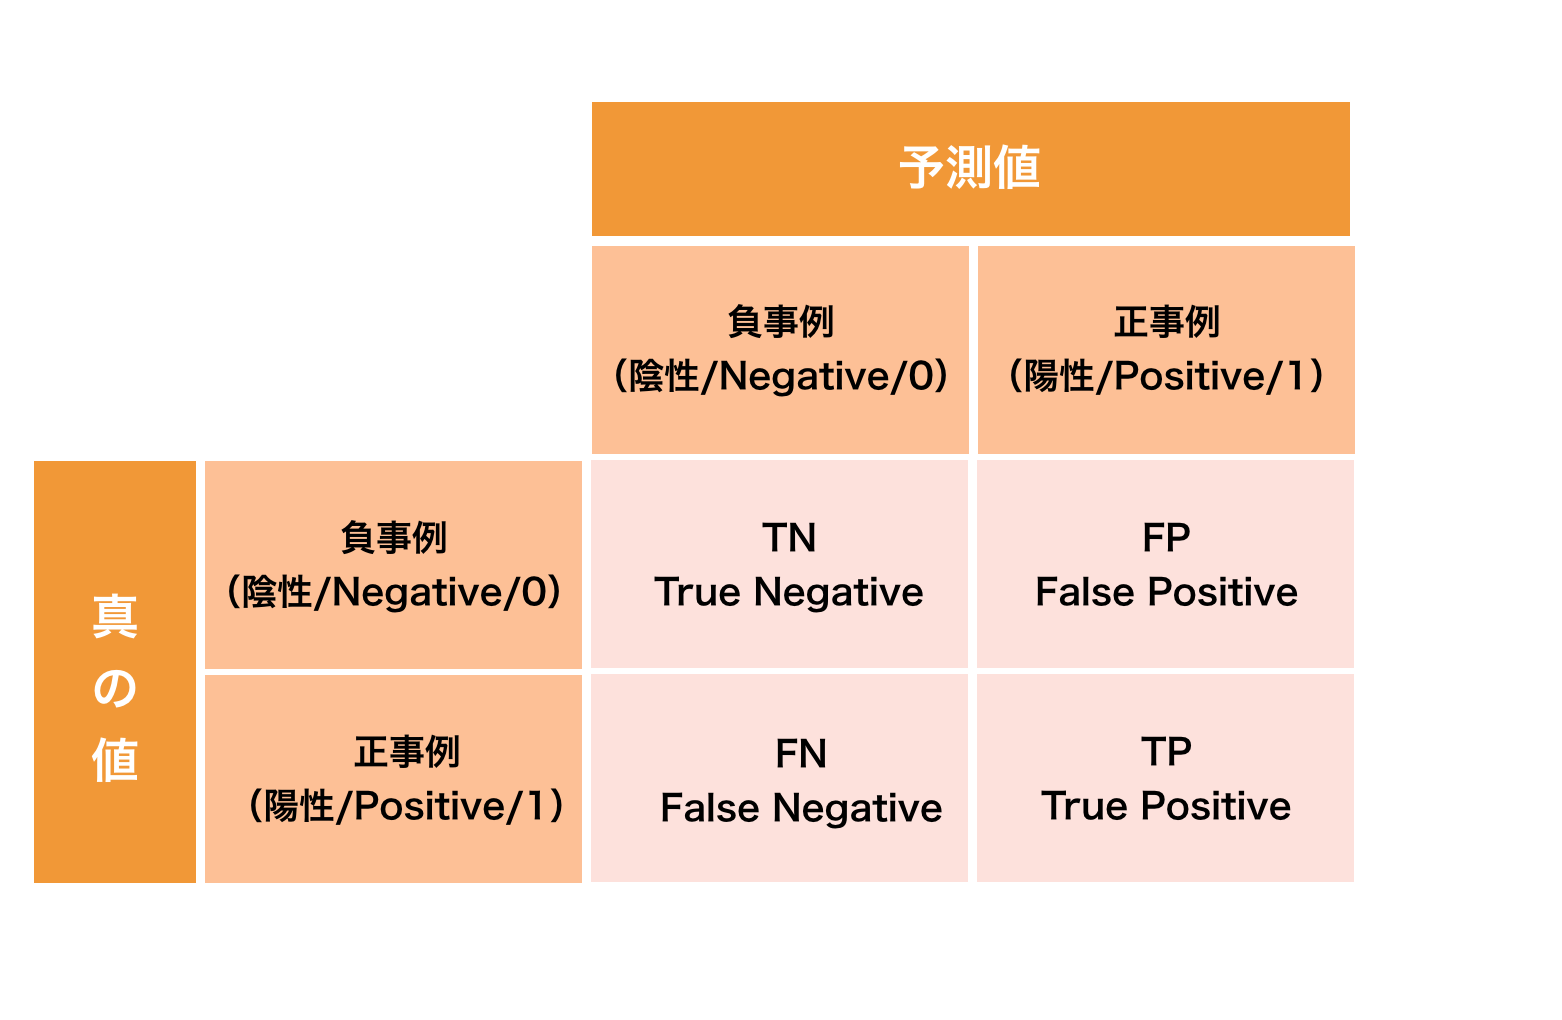 予測値
負事例
（陰性/Negative/0）
正事例
（陽性/Positive/1）
真の値
負事例
（陰性/Negative/0）
TN
True Negative
FP
False Positive
正事例
（陽性/Positive/1）
FN
False Negative
TP
True Positive